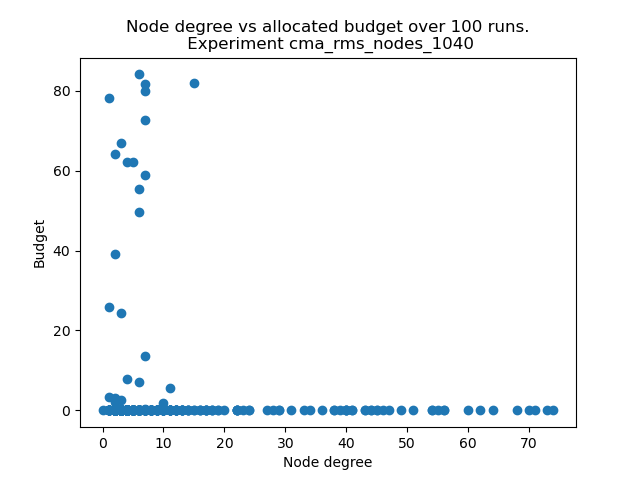 Node degree vs allocated budget over 100 runs.
Experiment cma_rms_nodes_1040
80
60
40
20
0
Budget
0 10 20 30 40 50 60 70
Node degree